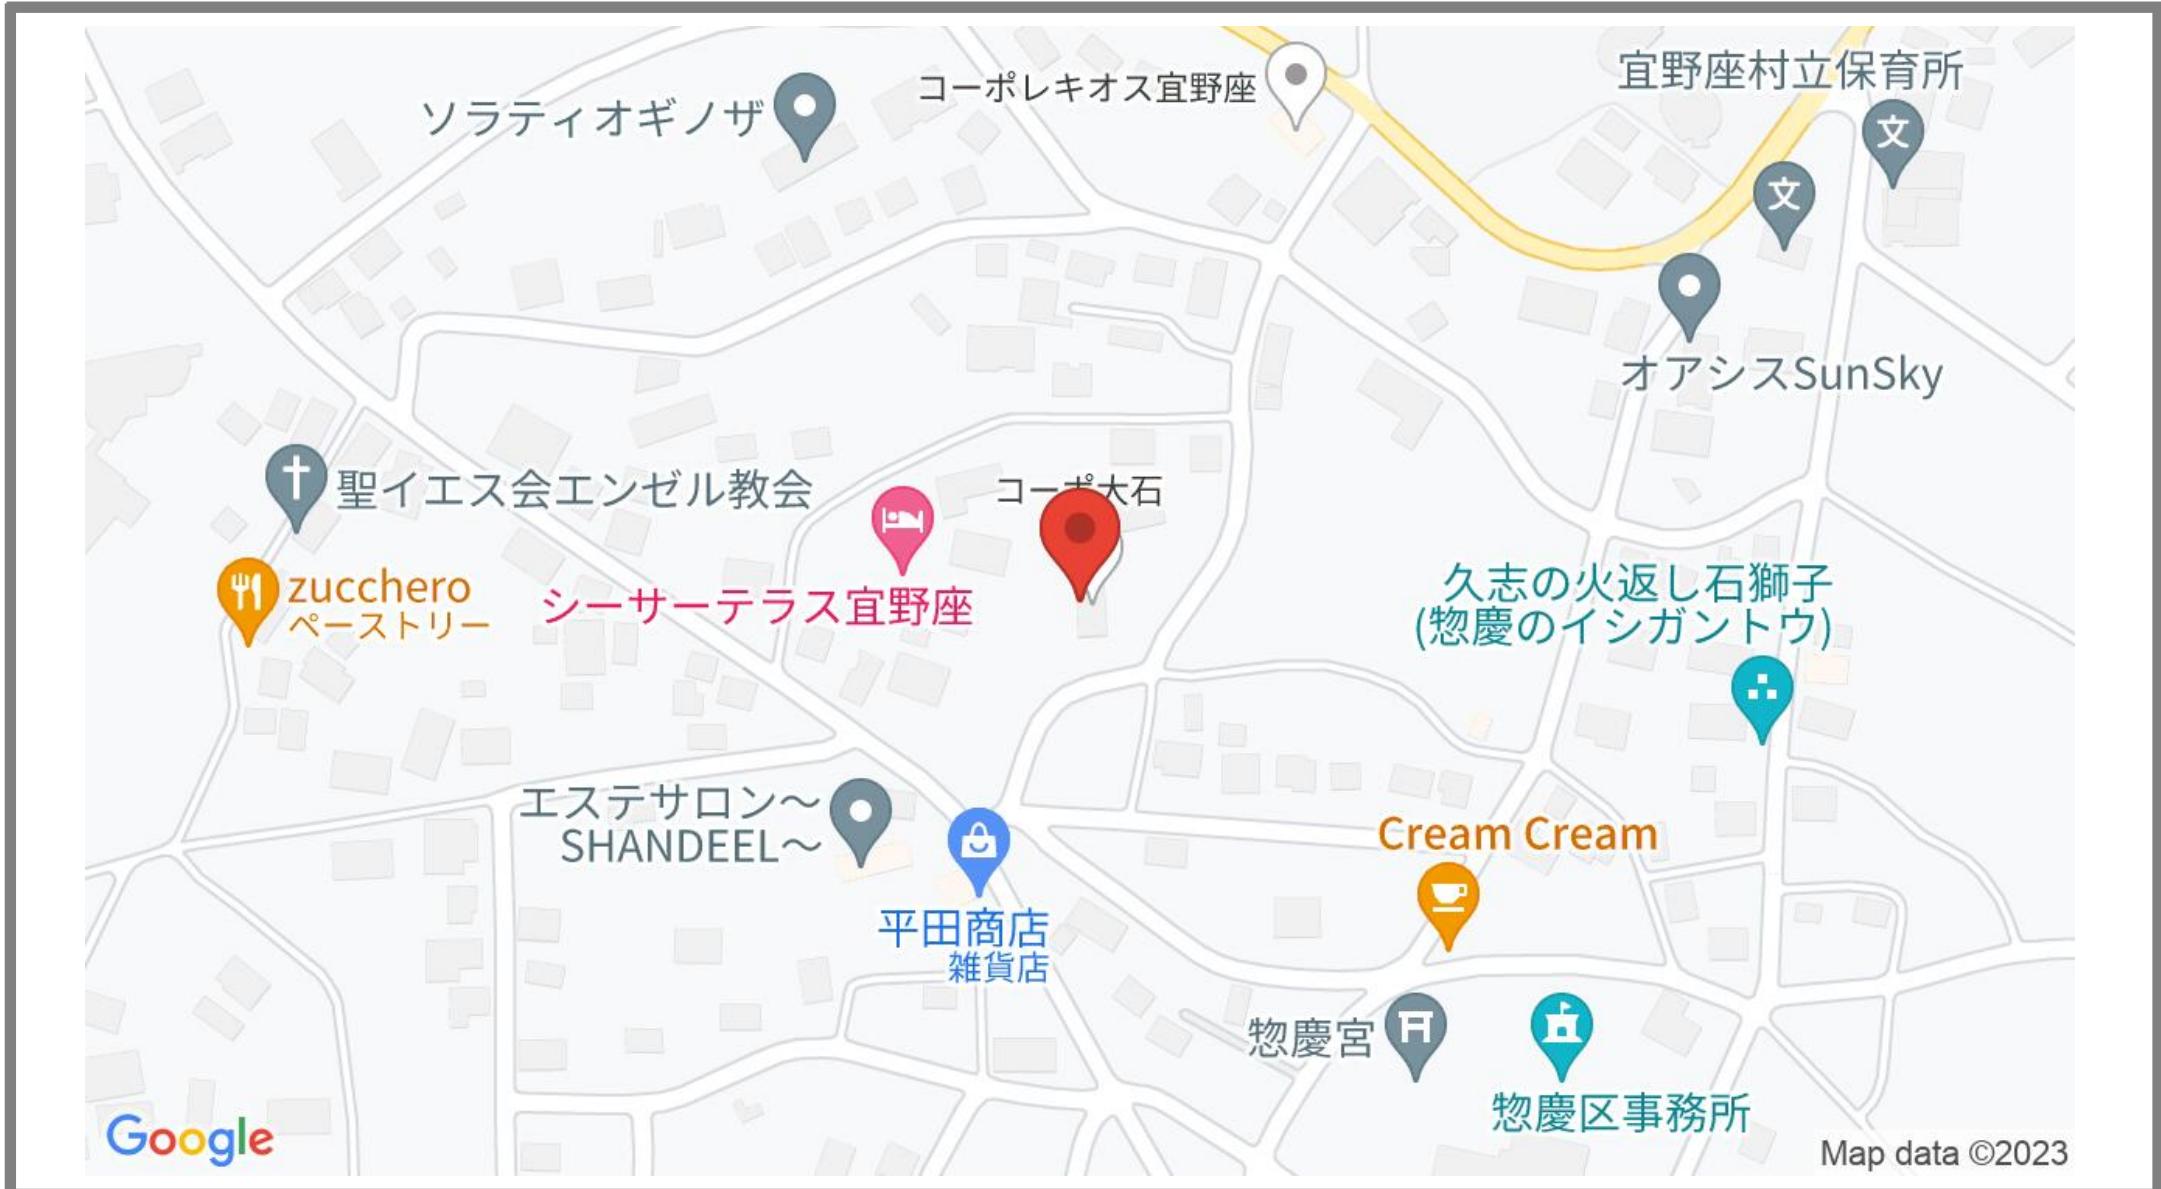 宜野座村立保育所
コーポレキオス宜野座
ソラティオギノザ
文
文
オアシスSunSky
聖イエス会エンゼル教会
コーポ大石
zucchero
ペーストリー
シーサーテラス宜野座
久志の火返し石獅子
(惣慶のイシガントウ)
エステサロン～
SHANDEEL～
Cream Cream
平田商店
雑貨店
惣慶宮
惣慶区事務所
Google
Map data ©2023